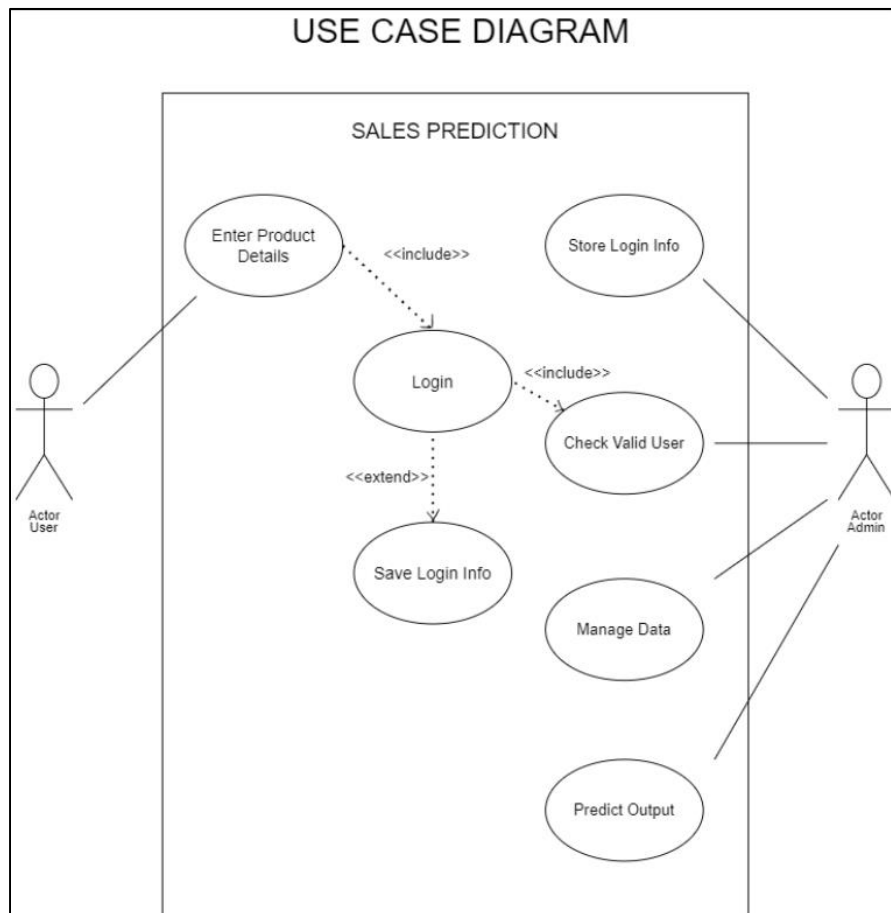 USE CASE DIAGRAM
SALES PREDICTION
Enter Product
Details
<<include>>
Store Login Info
Login
<<include>>
Check Valid User
<<extend>>
Save Login Info
Actor
User
Actor
Admin
Manage Data
Predict Output